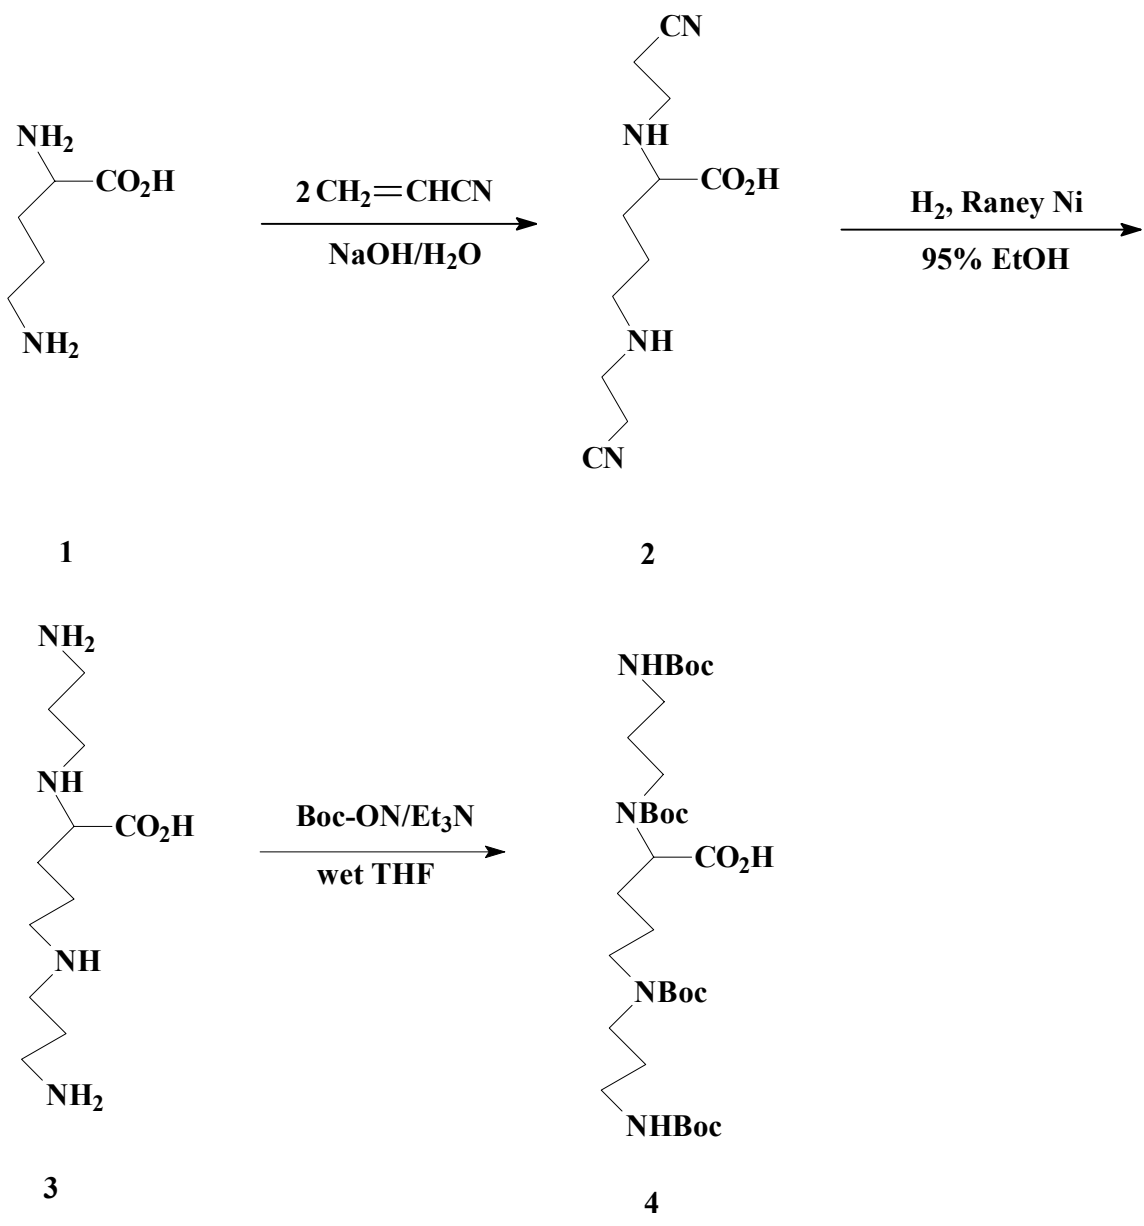 NH₂
CO₂H
NH₂
2 CH₂=CHCN
NaOH/H₂O
CN
NH
CO₂H
NH
CN
H₂, Raney Ni
95% EtOH
1
2
NH₂
NH
CO₂H
NH
NH₂
Boc-ON/Et₃N
wet THF
NHBoc
NBoc
CO₂H
NBoc
NHBoc
3
4